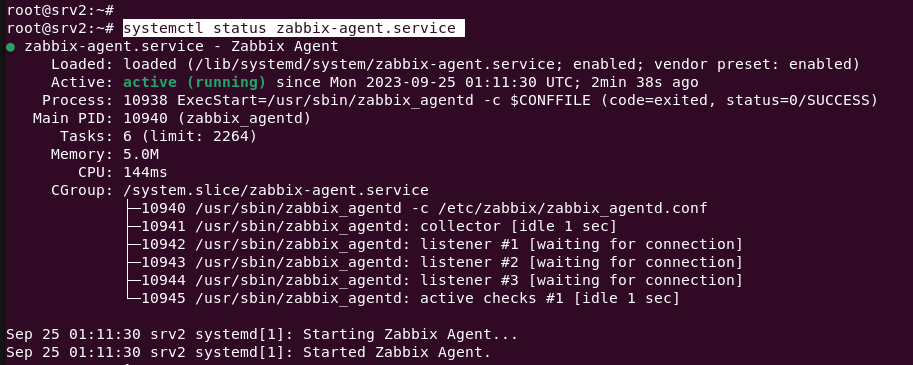 root@srv2:~#
root@srv2:~# systemctl status zabbix-agent.service
● zabbix-agent.service - Zabbix Agent
     Loaded: loaded (/lib/systemd/system/zabbix-agent.service; enabled; vendor preset: enabled)
     Active: active (running) since Mon 2023-09-25 01:11:30 UTC; 2min 38s ago
    Process: 10938 ExecStart=/usr/sbin/zabbix_agentd -c $CONFFILE (code=exited, status=0/SUCCESS)
   Main PID: 10940 (zabbix_agentd)
      Tasks: 6 (limit: 2264)
     Memory: 5.0M
        CPU: 144ms
     CGroup: /system.slice/zabbix-agent.service
             ├─10940 /usr/sbin/zabbix_agentd -c /etc/zabbix/zabbix_agentd.conf
             ├─10941 /usr/sbin/zabbix_agentd: collector [idle 1 sec]
             ├─10942 /usr/sbin/zabbix_agentd: listener #1 [waiting for connection]
             ├─10943 /usr/sbin/zabbix_agentd: listener #2 [waiting for connection]
             ├─10944 /usr/sbin/zabbix_agentd: listener #3 [waiting for connection]
             └─10945 /usr/sbin/zabbix_agentd: active checks #1 [idle 1 sec]
Sep 25 01:11:30 srv2 systemd[1]: Starting Zabbix Agent...
Sep 25 01:11:30 srv2 systemd[1]: Started Zabbix Agent.